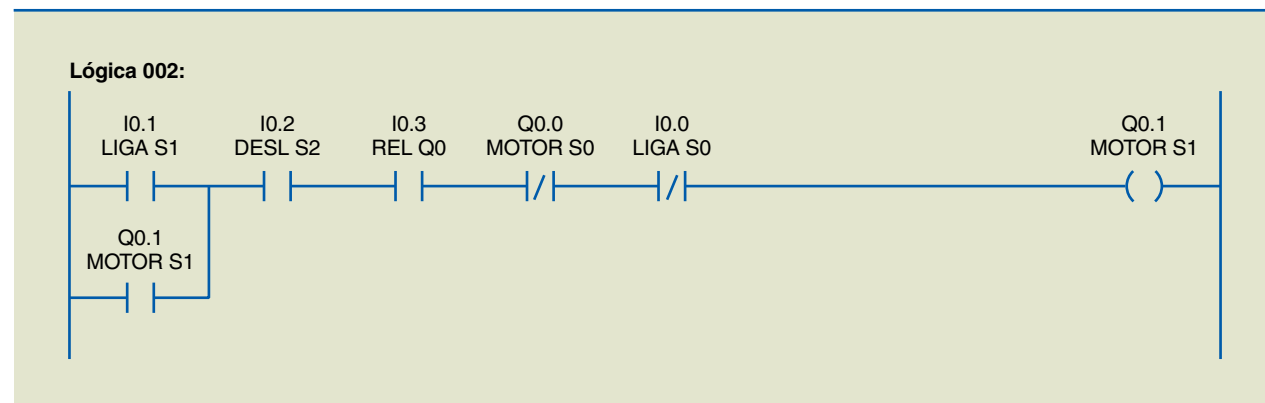 Lógica 002:
I0.1 I0.2 I0.3 Q0.0 I0.0 Q0.1
LIGA S1 DESL S2 REL Q0 MOTOR S0 LIGA S0 MOTOR S1
Q0.1
MOTOR S1